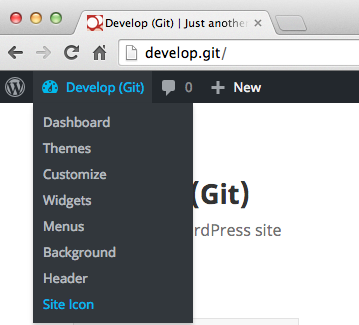 Develop (Git) | Just anothe
develop.git/
Develop (Git) 0 New
Dashboard
Themes
Customize
(Git)
Widgets
Menus
rdPress site
Background
Header
Site Icon